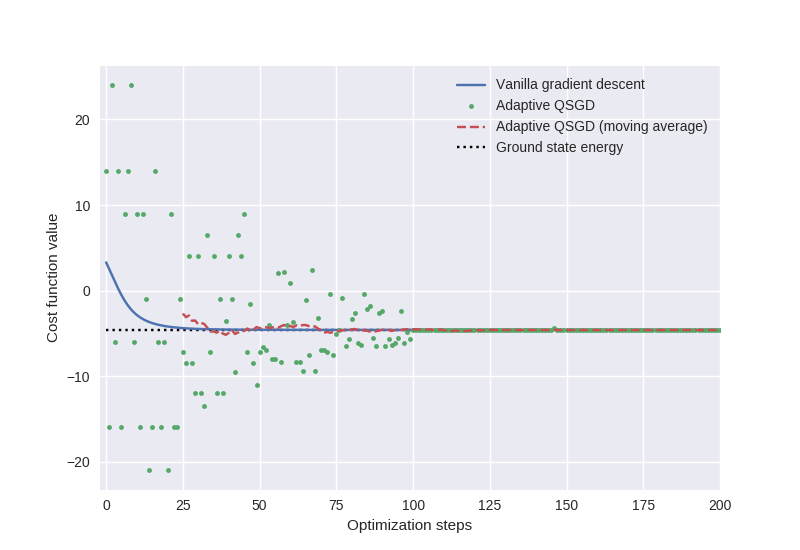 Vanilla gradient descent
Adaptive QSGD
Adaptive QSGD (moving average)
Ground state energy
Cost function value
20
10
0
−10
−20
0 25 50 75 100 125 150 175 200
Optimization steps